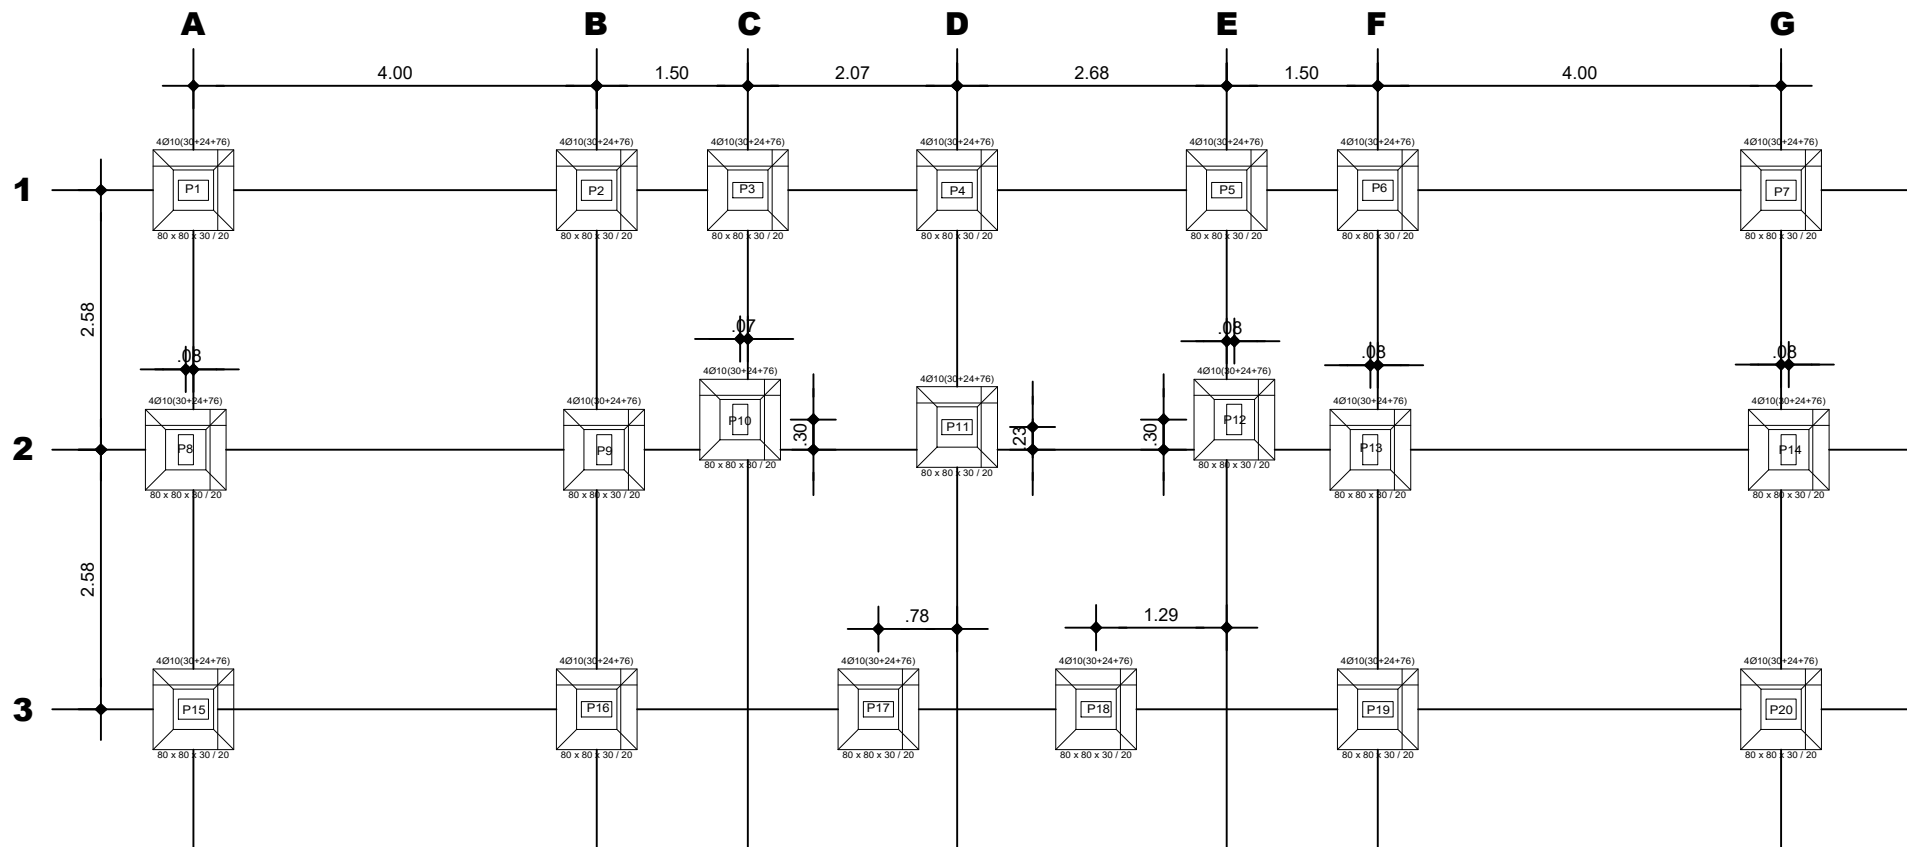 A B C D E F G
4.00 1.50 2.07 2.68 1.50 4.00
4Ø10(30+24+76) 4Ø10(30+24+76) 4Ø10(30+24+76) 4Ø10(30+24+76) 4Ø10(30+24+76) 4Ø10(30+24+76) 4Ø10(30+24+76)
1 P1 P2 P3 P4 P5 P6 P7
80 x 80 x 30 / 20 80 x 80 x 30 / 20 80 x 80 x 30 / 20 80 x 80 x 30 / 20 80 x 80 x 30 / 20 80 x 80 x 30 / 20 80 x 80 x 30 / 20
2.58
.08 .07 .08 .08 .08
4Ø10(30+24+76) 4Ø10(30+24+76) 4Ø10(30+24+76) 4Ø10(30+24+76) 4Ø10(30+24+76) 4Ø10(30+24+76) 4Ø10(30+24+76)
2 P8 P9 P10 .30 P11 .23 .30 P12 P13 P14
80 x 80 x 30 / 20 80 x 80 x 30 / 20 80 x 80 x 30 / 20 80 x 80 x 30 / 20 80 x 80 x 30 / 20 80 x 80 x 30 / 20 80 x 80 x 30 / 20
2.58
.78 1.29
4Ø10(30+24+76) 4Ø10(30+24+76) 4Ø10(30+24+76) 4Ø10(30+24+76) 4Ø10(30+24+76) 4Ø10(30+24+76)
3 P15 P16 P17 P18 P19 P20
80 x 80 x 30 / 20 80 x 80 x 30 / 20 80 x 80 x 30 / 20 80 x 80 x 30 / 20 80 x 80 x 30 / 20 80 x 80 x 30 / 20